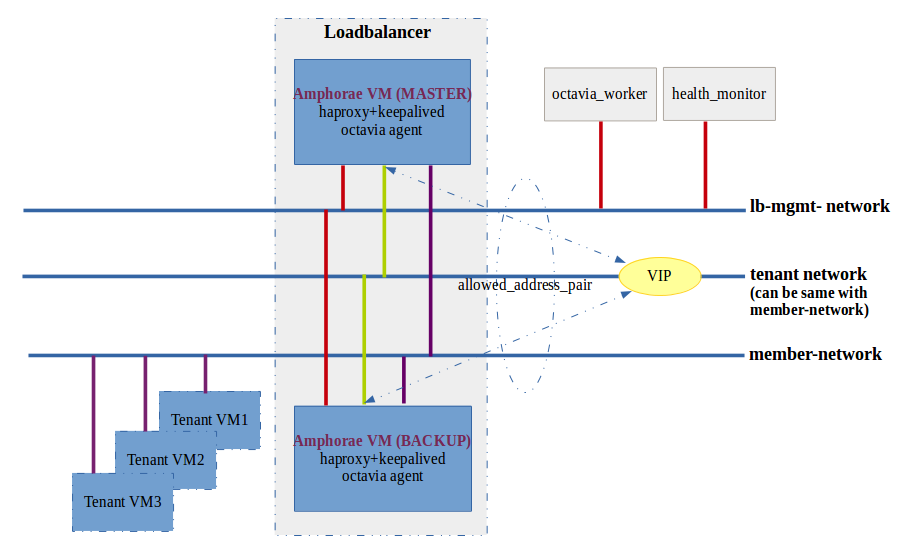 Loadbalancer
Amphorae VM (MASTER)
haproxy+keepalived
octavia agent
octavia_worker
health_monitor
lb-mgmt- network
VIP
tenant network
(can be same with
member-network)
allowed_address_pair
member-network
Tenant VM1
Tenant VM2
Tenant VM3
Amphorae VM (BACKUP)
haproxy+keepalived
octavia agent